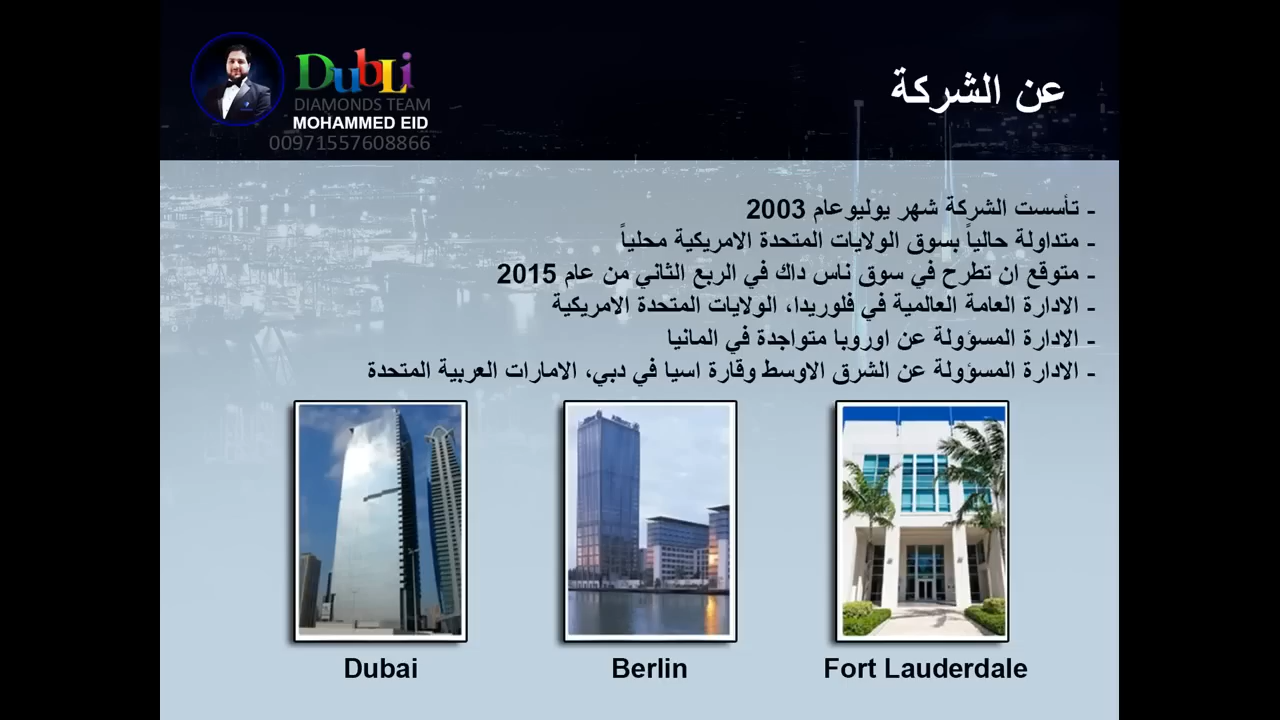 DubLi
DIAMONDS TEAM
MOHAMMED EID
00971557608866
عن الشركة
- تأسست الشركة شهر يوليوعام 2003
- متداولة حالياً بسوق الولايات المتحدة الامريكية محلياً
- متوقع ان تطرح في سوق ناس داك في الربع الثاني من عام 2015
- الادارة العامة العالمية في فلوريدا، الولايات المتحدة الامريكية
- الادارة المسؤولة عن اوروبا متواجدة في المانيا
- الادارة المسؤولة عن الشرق الاوسط وقارة اسيا في دبي، الامارات العربية المتحدة
Dubai
Berlin
Fort Lauderdale